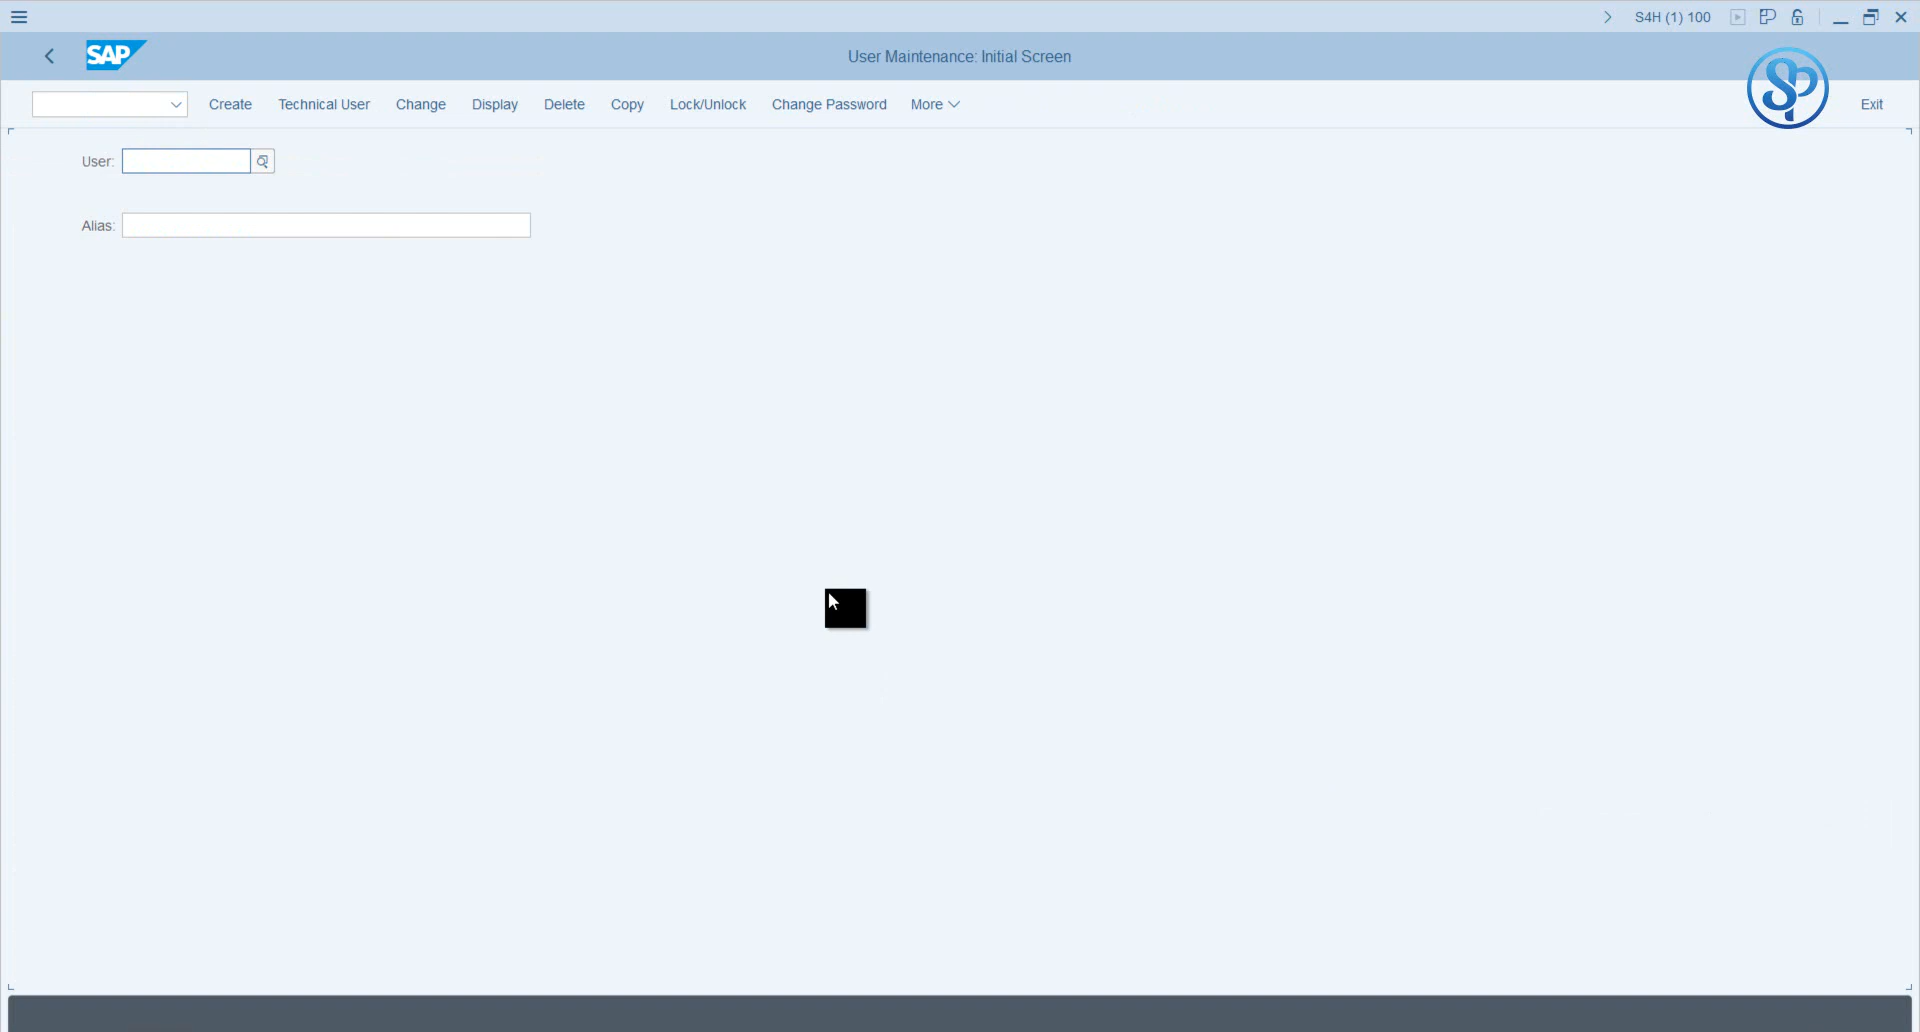 S4H (1) 100
SAP
User Maintenance: Initial Screen
Create Technical User Change Display Delete Copy Lock/Unlock Change Password More Exit
SP
User:
Alias: